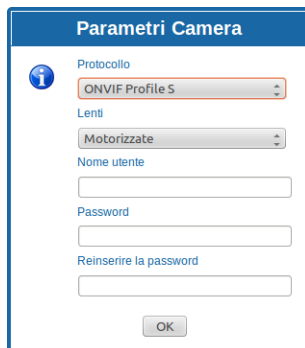 Parametri Camera
Protocollo
ONVIF Profile S
Lenti
Motorizzate
Nome utente
Password
Reinserire la password
OK